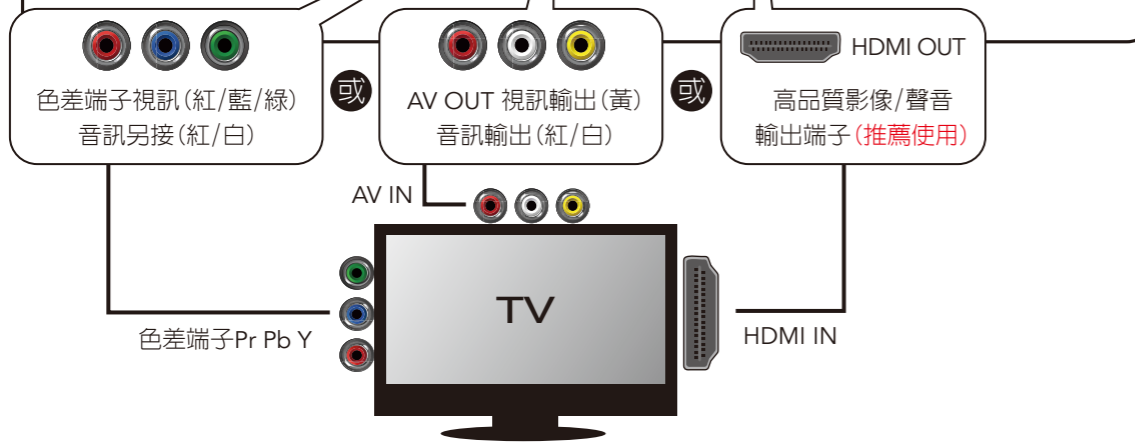 色差端子視訊(紅/藍/綠)
音訊另接(紅/白)
或
AV OUT 視訊輸出(黃)
音訊輸出(紅/白)
或
HDMI OUT
高品質影像/聲音
輸出端子(推薦使用)
AV IN
TV
色差端子Pr Pb Y
HDMI IN